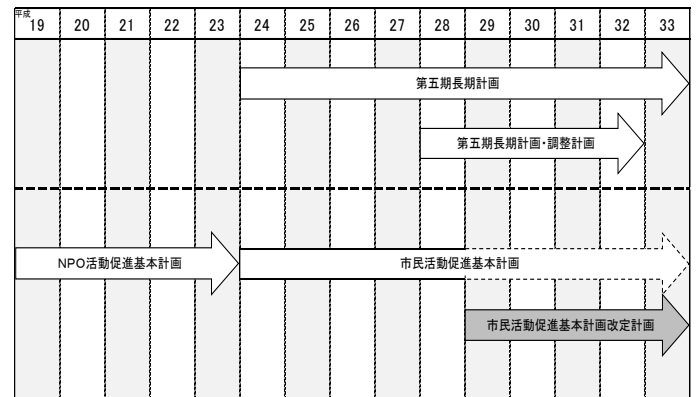 平成
19 20 21 22 23 24 25 26 27 28 29 30 31 32 33
第五期長期計画
第五期長期計画・調整計画
NPO活動促進基本計画 市民活動促進基本計画
市民活動促進基本計画改定計画